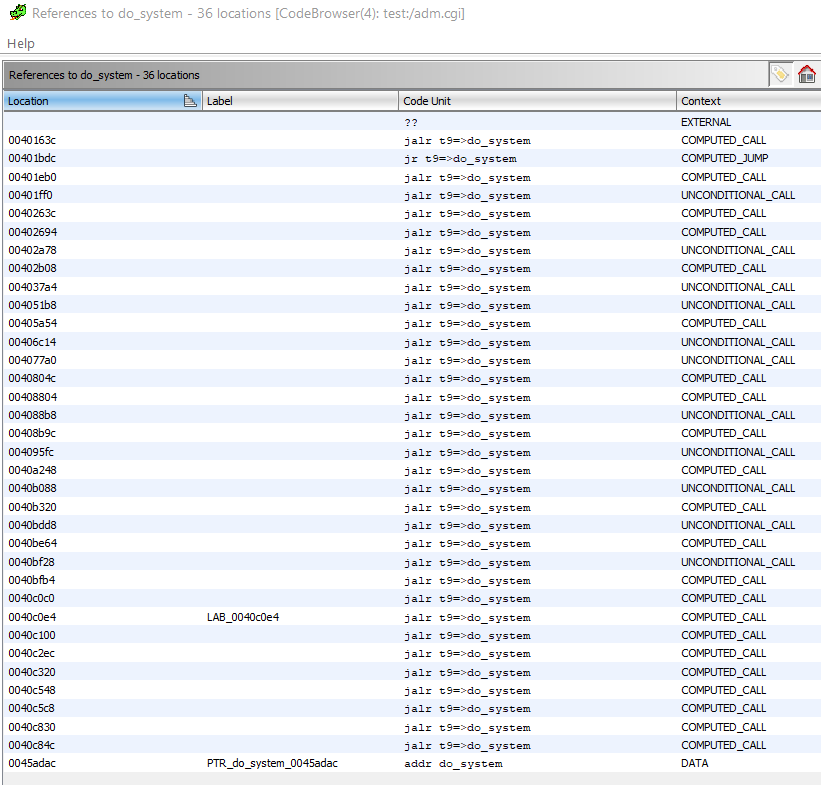 References to do_system - 36 locations [CodeBrowser(4): test:/adm.cgi]
Help
References to do_system - 36 locations
Location Label Code Unit Context
?? EXTERNAL
0040163c jalr t9=>do_system COMPUTED_CALL
00401bdc jr t9=>do_system COMPUTED_JUMP
00401eb0 jalr t9=>do_system COMPUTED_CALL
00401ff0 jalr t9=>do_system UNCONDITIONAL_CALL
0040263c jalr t9=>do_system COMPUTED_CALL
00402694 jalr t9=>do_system COMPUTED_CALL
00402a78 jalr t9=>do_system UNCONDITIONAL_CALL
00402b08 jalr t9=>do_system COMPUTED_CALL
004037a4 jalr t9=>do_system UNCONDITIONAL_CALL
004051b8 jalr t9=>do_system UNCONDITIONAL_CALL
00405a54 jalr t9=>do_system COMPUTED_CALL
00406c14 jalr t9=>do_system UNCONDITIONAL_CALL
004077a0 jalr t9=>do_system UNCONDITIONAL_CALL
0040804c jalr t9=>do_system COMPUTED_CALL
00408804 jalr t9=>do_system COMPUTED_CALL
004088b8 jalr t9=>do_system UNCONDITIONAL_CALL
00408b9c jalr t9=>do_system COMPUTED_CALL
004095fc jalr t9=>do_system UNCONDITIONAL_CALL
0040a248 jalr t9=>do_system COMPUTED_CALL
0040b088 jalr t9=>do_system UNCONDITIONAL_CALL
0040b320 jalr t9=>do_system COMPUTED_CALL
0040bdd8 jalr t9=>do_system UNCONDITIONAL_CALL
0040be64 jalr t9=>do_system COMPUTED_CALL
0040bf28 jalr t9=>do_system UNCONDITIONAL_CALL
0040bfb4 jalr t9=>do_system COMPUTED_CALL
0040c0c0 jalr t9=>do_system COMPUTED_CALL
0040c0e4 LAB_0040c0e4 jalr t9=>do_system COMPUTED_CALL
0040c100 jalr t9=>do_system COMPUTED_CALL
0040c2ec jalr t9=>do_system COMPUTED_CALL
0040c320 jalr t9=>do_system COMPUTED_CALL
0040c548 jalr t9=>do_system COMPUTED_CALL
0040c5c8 jalr t9=>do_system COMPUTED_CALL
0040c830 jalr t9=>do_system COMPUTED_CALL
0040c84c jalr t9=>do_system COMPUTED_CALL
0045adac PTR_do_system_0045adac addr do_system DATA